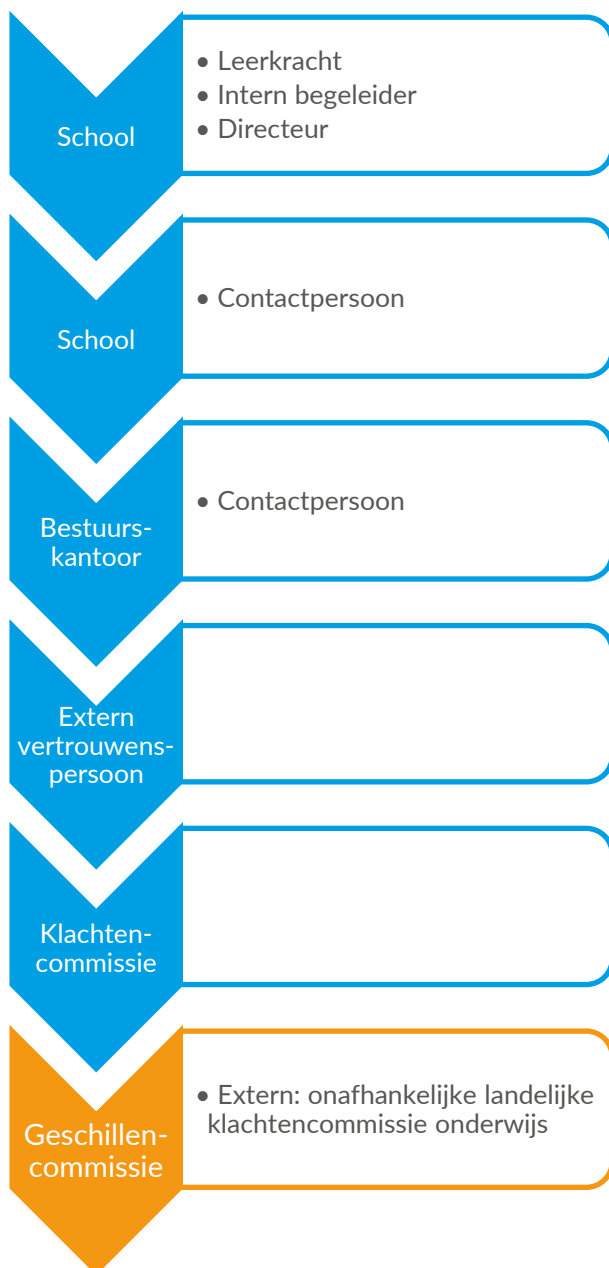 School
• Leerkracht
• Intern begeleider
• Directeur
School
• Contactpersoon
Bestuurs-
kantoor
• Contactpersoon
Extern
vertrouwens-
persoon
Klachten-
commissie
Geschillen-
commissie
• Extern: onafhankelijke landelijke
klachtencommissie onderwijs